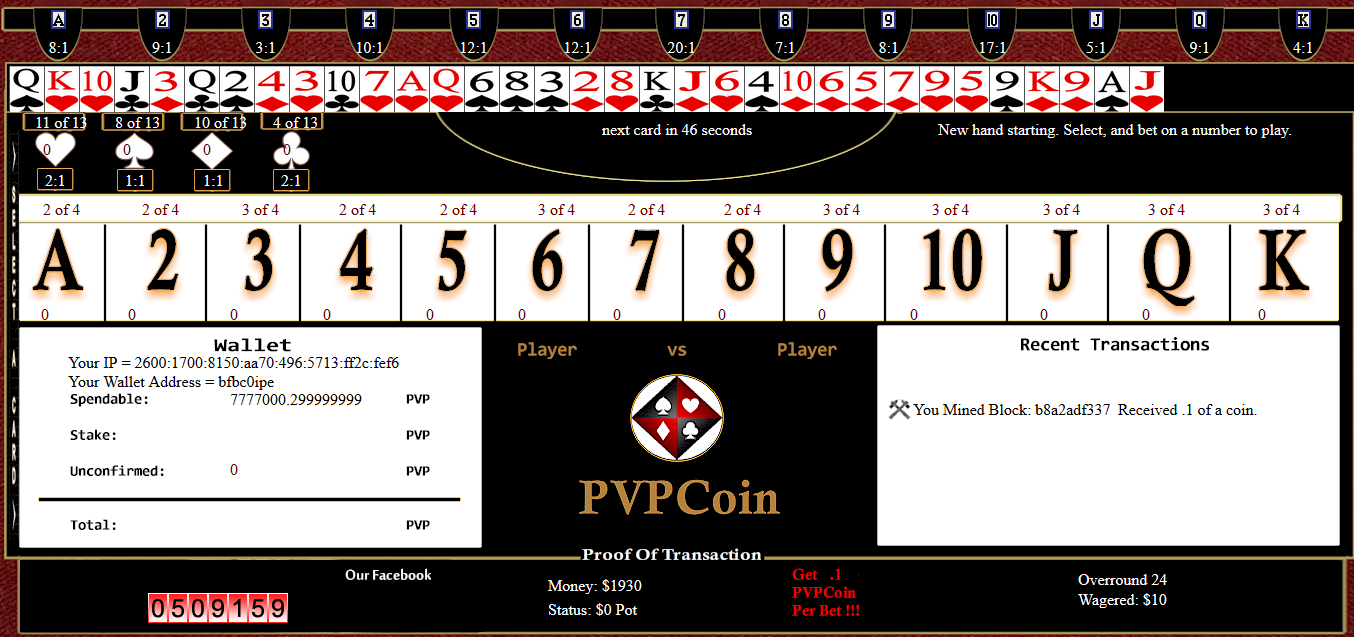 A 2 3 4 5 6 7 8 9 10 J Q K
8:1 9:1 3:1 10:1 12:1 12:1 20:1 7:1 8:1 17:1 5:1 9:1 4:1
Q K 10 J 3 Q 2 4 3 10 7 A Q 6 8 3 2 8 K J 6 4 10 6 5 7 9 5 9 K 9 A J
11 of 13 8 of 13 10 of 13 4 of 13
next card in 46 seconds
New hand starting. Select, and bet on a number to play.
0 0 0 0
2:1 1:1 1:1 2:1
SELECT A CARD
2 of 4 2 of 4 3 of 4 2 of 4 2 of 4 3 of 4 2 of 4 2 of 4 3 of 4 3 of 4 3 of 4 3 of 4 3 of 4
A 2 3 4 5 6 7 8 9 10 J Q K
0 0 0 0 0 0 0 0 0 0 0 0 0
Wallet
Your IP = 2600:1700:8150:aa70:496:5713:ff2c:fef6
Your Wallet Address = bfbc0ipe
Spendable: 7777000.299999999 PVP
Stake: PVP
Unconfirmed: 0 PVP
Total: PVP
Player vs Player
PVPCoin
Recent Transactions
You Mined Block: b8a2adf337 Received .1 of a coin.
Proof Of Transaction
Our Facebook
0509159
Money: $1930
Status: $0 Pot
Get .1
PVPCoin
Per Bet !!!
Overround 24
Wagered: $10